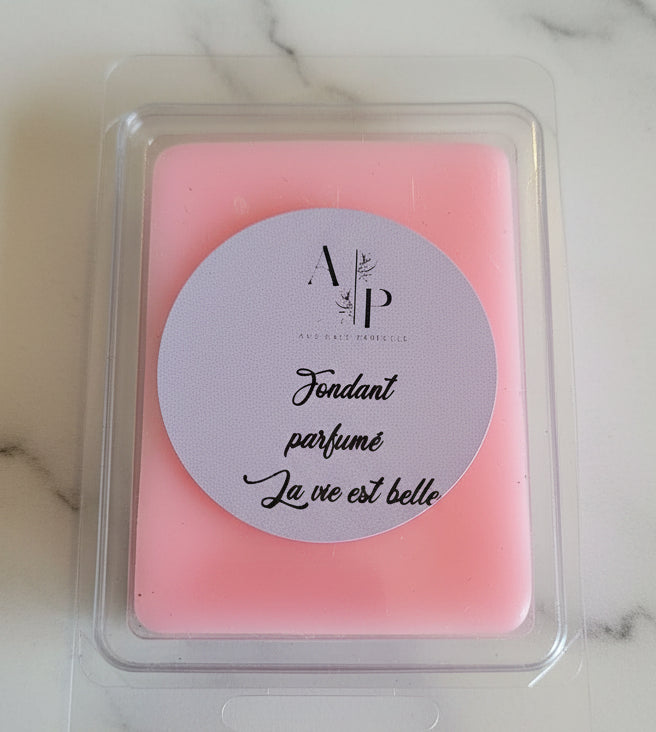 A P
Fondant
parfumé
La vie est belle